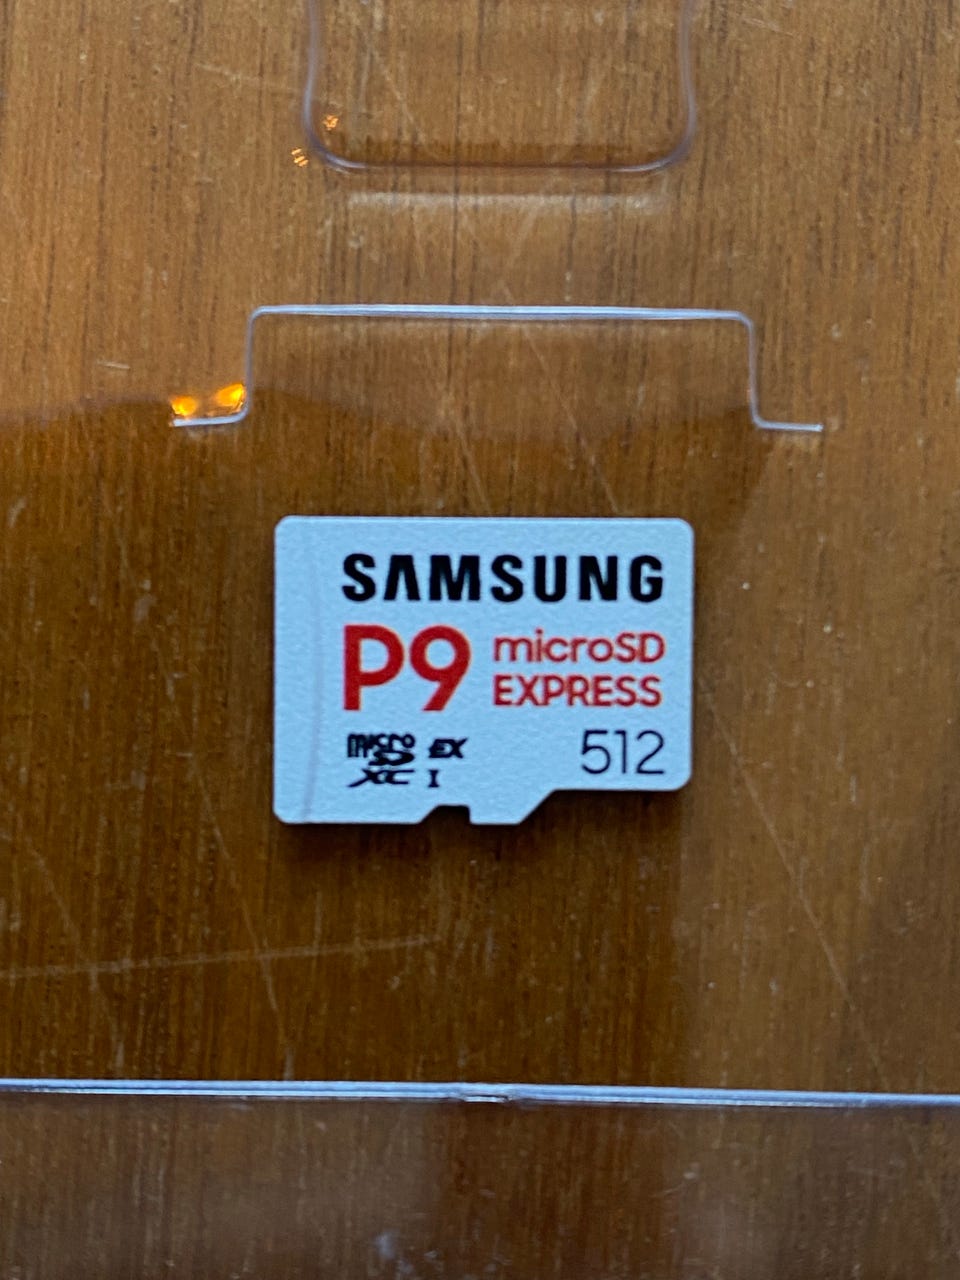 SAMSUNG
P9 microSD
EXPRESS
micro SD EX
XC I
512